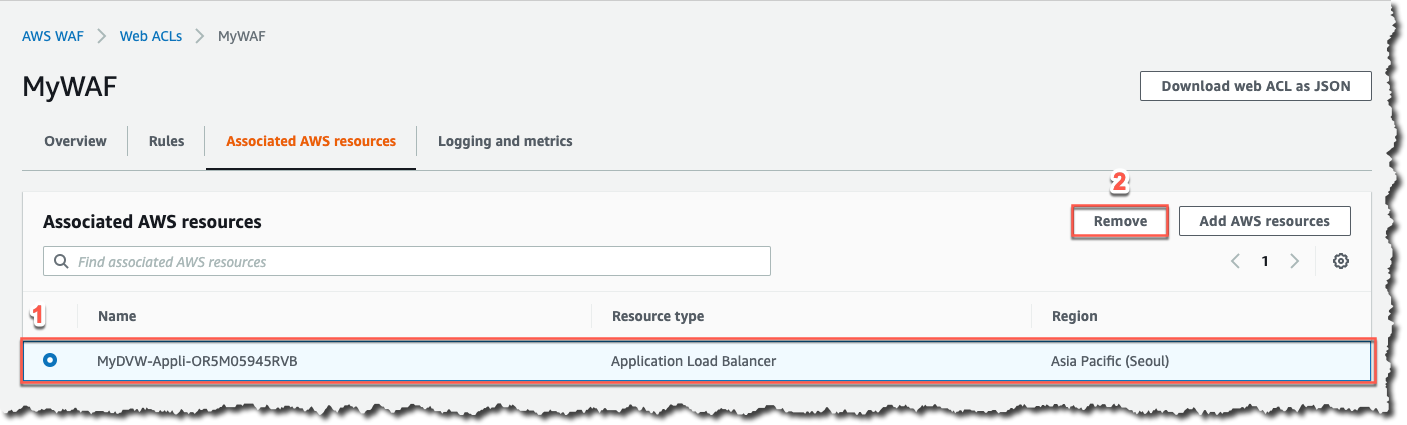 AWS WAF > Web ACLs > MyWAF
MyWAF
Download web ACL as JSON
Overview Rules Associated AWS resources Logging and metrics
2
Associated AWS resources Remove Add AWS resources
Find associated AWS resources < 1 >
1
Name Resource type Region
MyDVW-Appli-OR5M05945RVB Application Load Balancer Asia Pacific (Seoul)